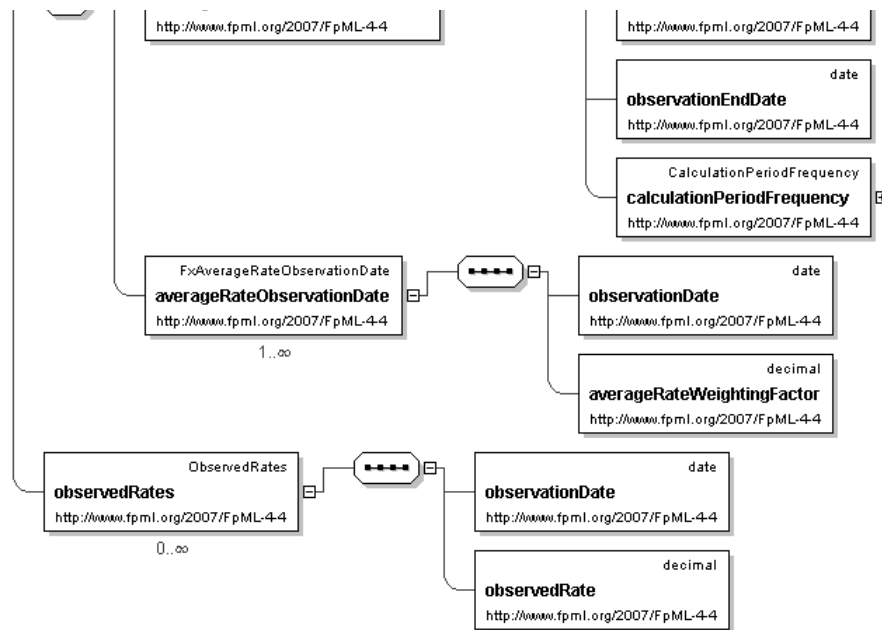 http://www.fpml.org/2007/FpML-4-4
http://www.fpml.org/2007/FpML-4-4
date
observationEndDate
http://www.fpml.org/2007/FpML-4-4
CalculationPeriodFrequency
calculationPeriodFrequency
http://www.fpml.org/2007/FpML-4-4
FxAverageRateObservationDate
averageRateObservationDate
http://www.fpml.org/2007/FpML-4-4
1..∞
date
observationDate
http://www.fpml.org/2007/FpML-4-4
decimal
averageRateWeightingFactor
http://www.fpml.org/2007/FpML-4-4
ObservedRates
observedRates
http://www.fpml.org/2007/FpML-4-4
0..∞
date
observationDate
http://www.fpml.org/2007/FpML-4-4
decimal
observedRate
http://www.fpml.org/2007/FpML-4-4